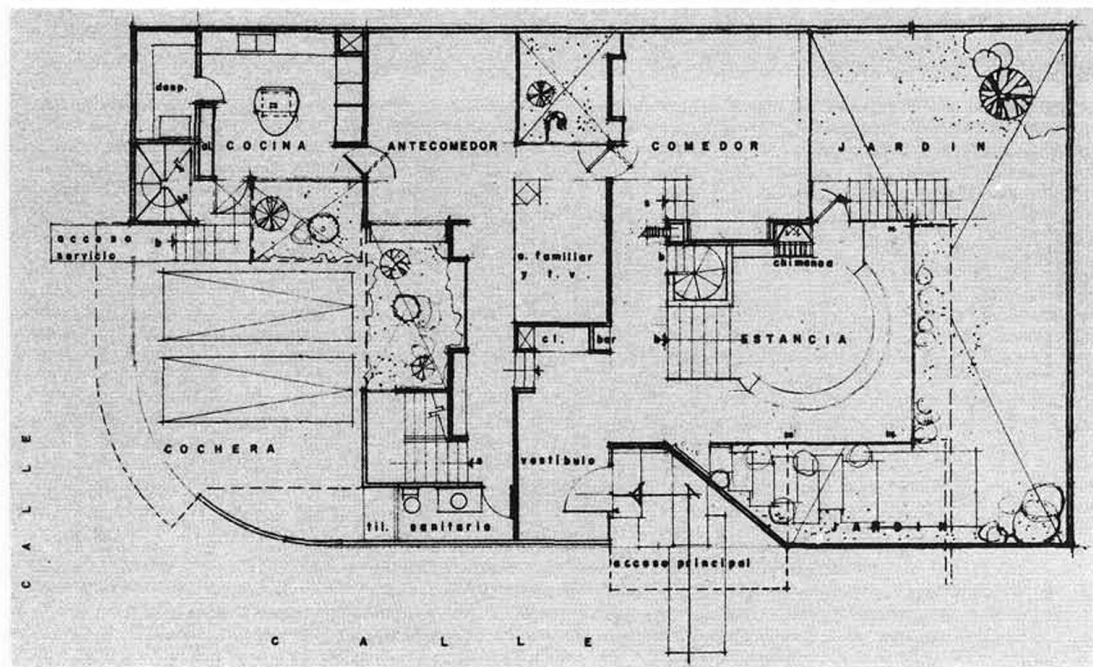 desp.
al.
COCINA
ANTECOMEDOR
COMEDOR
JARDIN
s
acceso
servicio
b
e. familiar
y t.v.
b
chimenea
cl.
bar
b
ESTANCIA
COCHERA
s
vestibulo
til.
sanitario
JARDIN
acceso principal
CALLE
CALLE